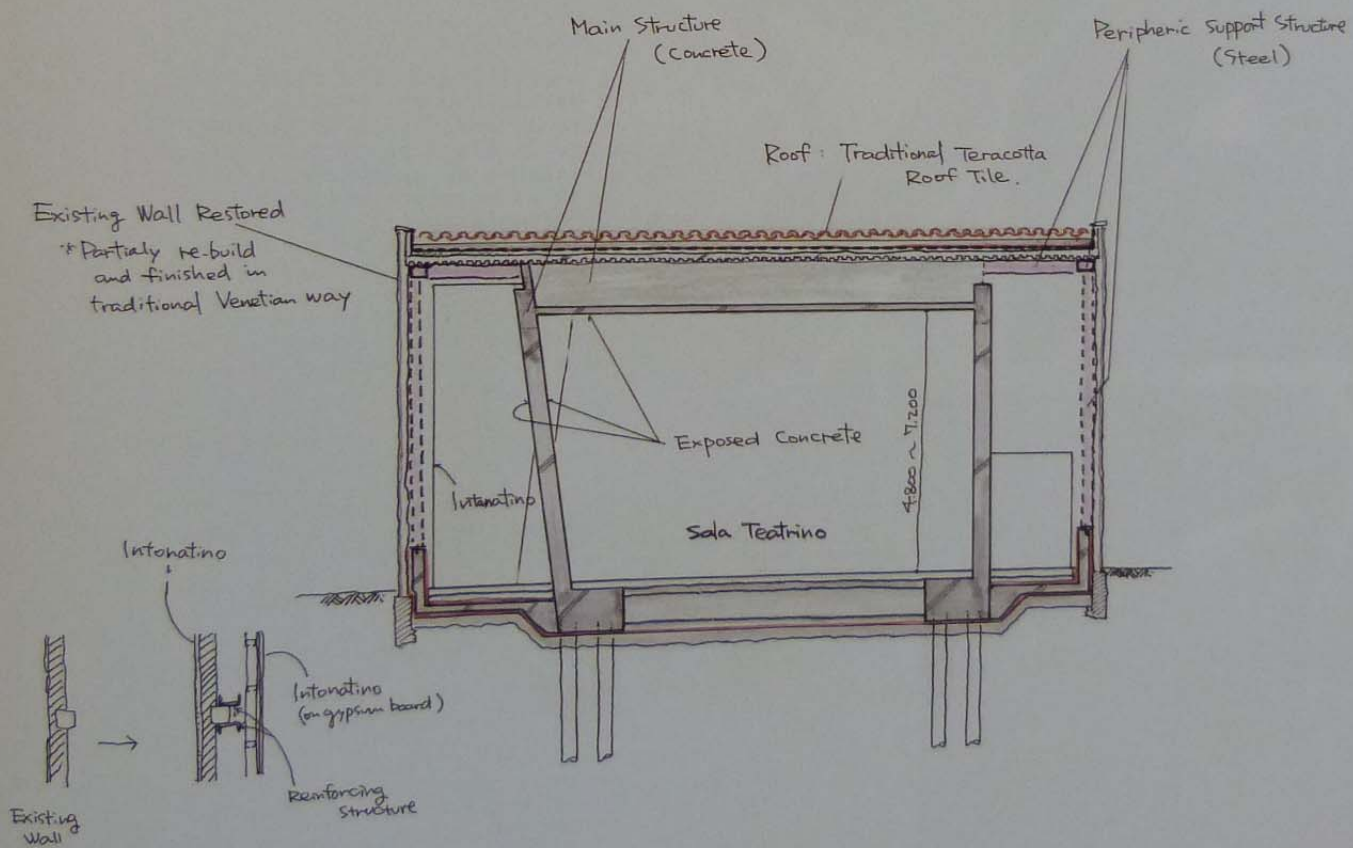 Main Structure
(Concrete)
Peripheric Support Structure
(Steel)
Roof : Traditional Teracotta
Roof Tile.
Existing Wall Restored
* Partialy re-build
and finished in
traditional Venetian way
Exposed Concrete
4.800 ~ 7.200
Intonatino
Sala Teatrino
Intonatino
Intonatino
(on gypsum board)
Reinforcing
Structure
Existing
Wall